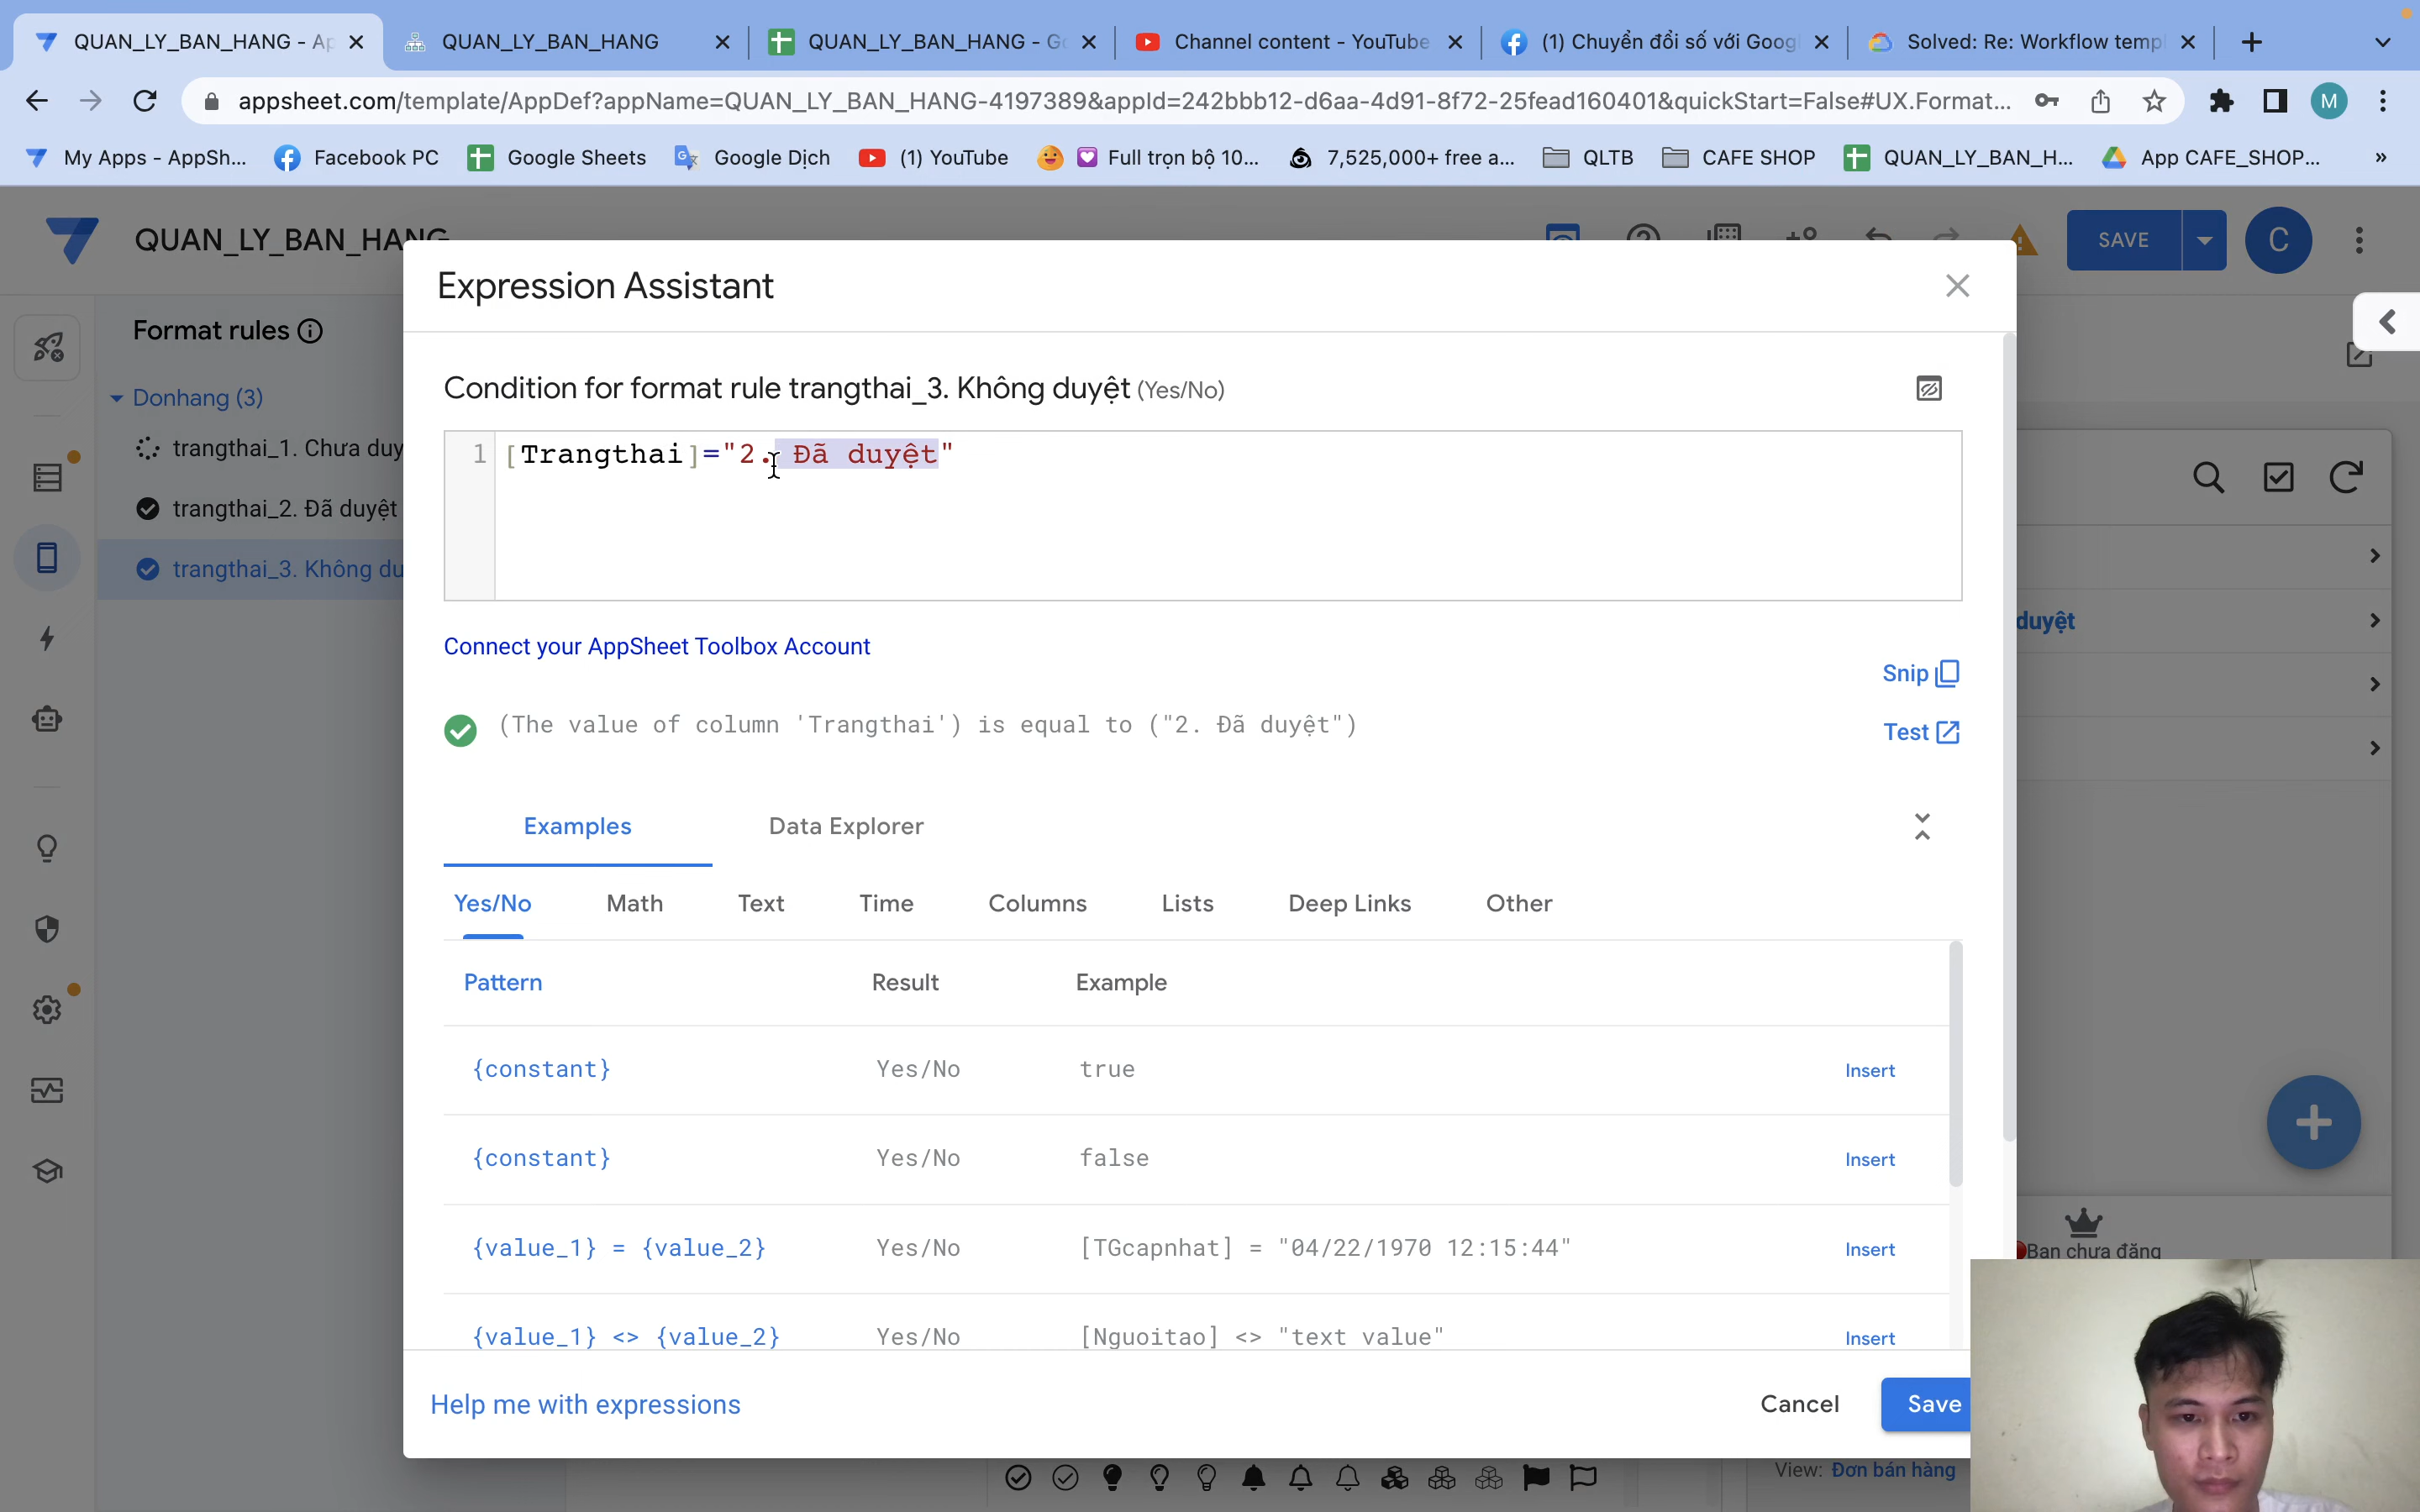 QUAN_LY_BAN_HANG - Ap
QUAN_LY_BAN_HANG
QUAN_LY_BAN_HANG - Go
Channel content - YouTube
(1) Chuyển đổi số với Googl
Solved: Re: Workflow templ
appsheet.com/template/AppDef?appName=QUAN_LY_BAN_HANG-4197389&appId=242bbb12-d6aa-4d91-8f72-25fead160401&quickStart=False#UX.Format...
M
My Apps - AppSh...
Facebook PC
Google Sheets
Google Dịch
(1) YouTube
Full trọn bộ 10...
7,525,000+ free a...
QLTB
CAFE SHOP
QUAN_LY_BAN_H...
App CAFE_SHOP...
»
QUAN_LY_BAN_HANG
SAVE
C
Format rules
Donhang (3)
trangthai_1. Chưa duy
trangthai_2. Đã duyệt
trangthai_3. Không du
Expression Assistant
Condition for format rule trangthai_3. Không duyệt (Yes/No)
1 [Trangthai]="2. Đã duyệt"
duyệt
Connect your AppSheet Toolbox Account
Snip
(The value of column 'Trangthai') is equal to ("2. Đã duyệt")
Test
Examples
Data Explorer
Yes/No
Math
Text
Time
Columns
Lists
Deep Links
Other
Pattern
Result
Example
{constant}
Yes/No
true
Insert
{constant}
Yes/No
false
Insert
{value_1} = {value_2}
Yes/No
[TGcapnhat] = "04/22/1970 12:15:44"
Insert
{value_1} <> {value_2}
Yes/No
[Nguoitao] <> "text value"
Insert
Bạn chưa đăng
Help me with expressions
Cancel
Save
View: Đơn bán hàng